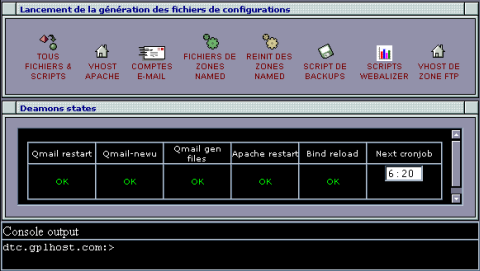 Lancement de la génération des fichiers de configurations
TOUS FICHIERS & SCRIPTS
VHOST APACHE
COMPTES E-MAIL
FICHIERS DE ZONES NAMED
REINIT DES ZONES NAMED
SCRIPT DE BACKUPS
SCRIPTS WEBALIZER
VHOST DE ZONE FTP
Deamons states
Qmail restart Qmail-newu Qmail gen files Apache restart Bind reload Next cronjob
OK OK OK OK OK 6:20
Console output
dtc.gplhost.com:>